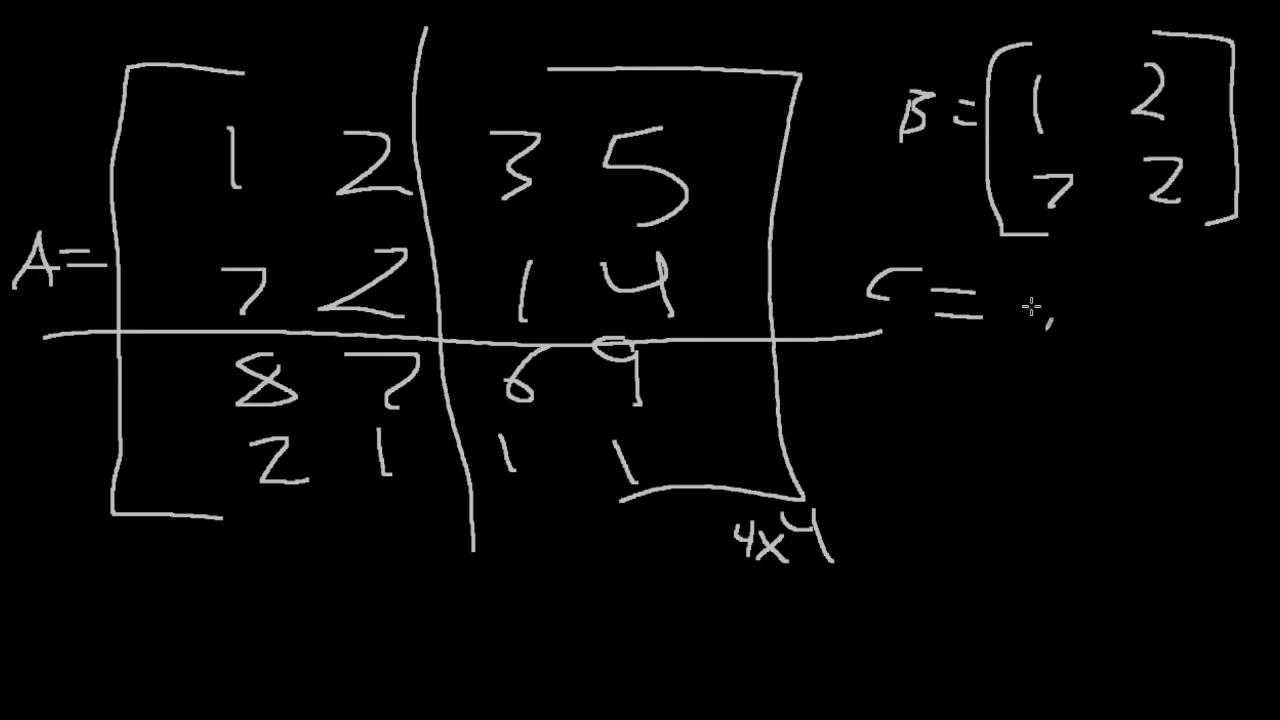 A = [ 1 2 | 3 5
7 2 | 1 4
8 7 | 6 9
2 1 | 1 1 ]
4x4
B = [ 1 2
7 2 ]
C =